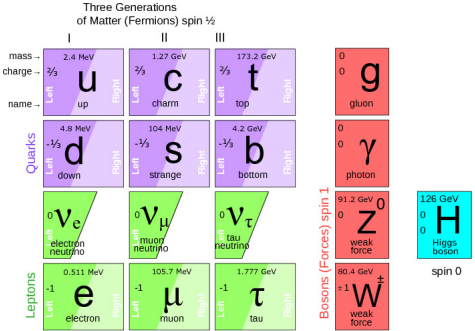 Three Generations
of Matter (Fermions) spin ½
I II III
mass→
charge→
name→
2.4 MeV
⅔
u
Left
Right
up
1.27 GeV
⅔
c
Left
Right
charm
173.2 GeV
⅔
t
Left
Right
top
0
0
g
gluon
Quarks
4.8 MeV
-⅓
d
Left
Right
down
104 MeV
-⅓
s
Left
Right
strange
4.2 GeV
-⅓
b
Left
Right
bottom
0
0
γ
photon
0
νe
Left
electron
neutrino
0
νμ
Left
muon
neutrino
0
ντ
Left
tau
neutrino
91.2 GeV
0
Z0
weak
force
126 GeV
0
0
H
Higgs
boson
spin 0
Leptons
0.511 MeV
-1
e
Left
Right
electron
105.7 MeV
-1
μ
Left
Right
muon
1.777 GeV
-1
τ
Left
Right
tau
80.4 GeV
±1
W±
weak
force
Bosons (Forces) spin 1